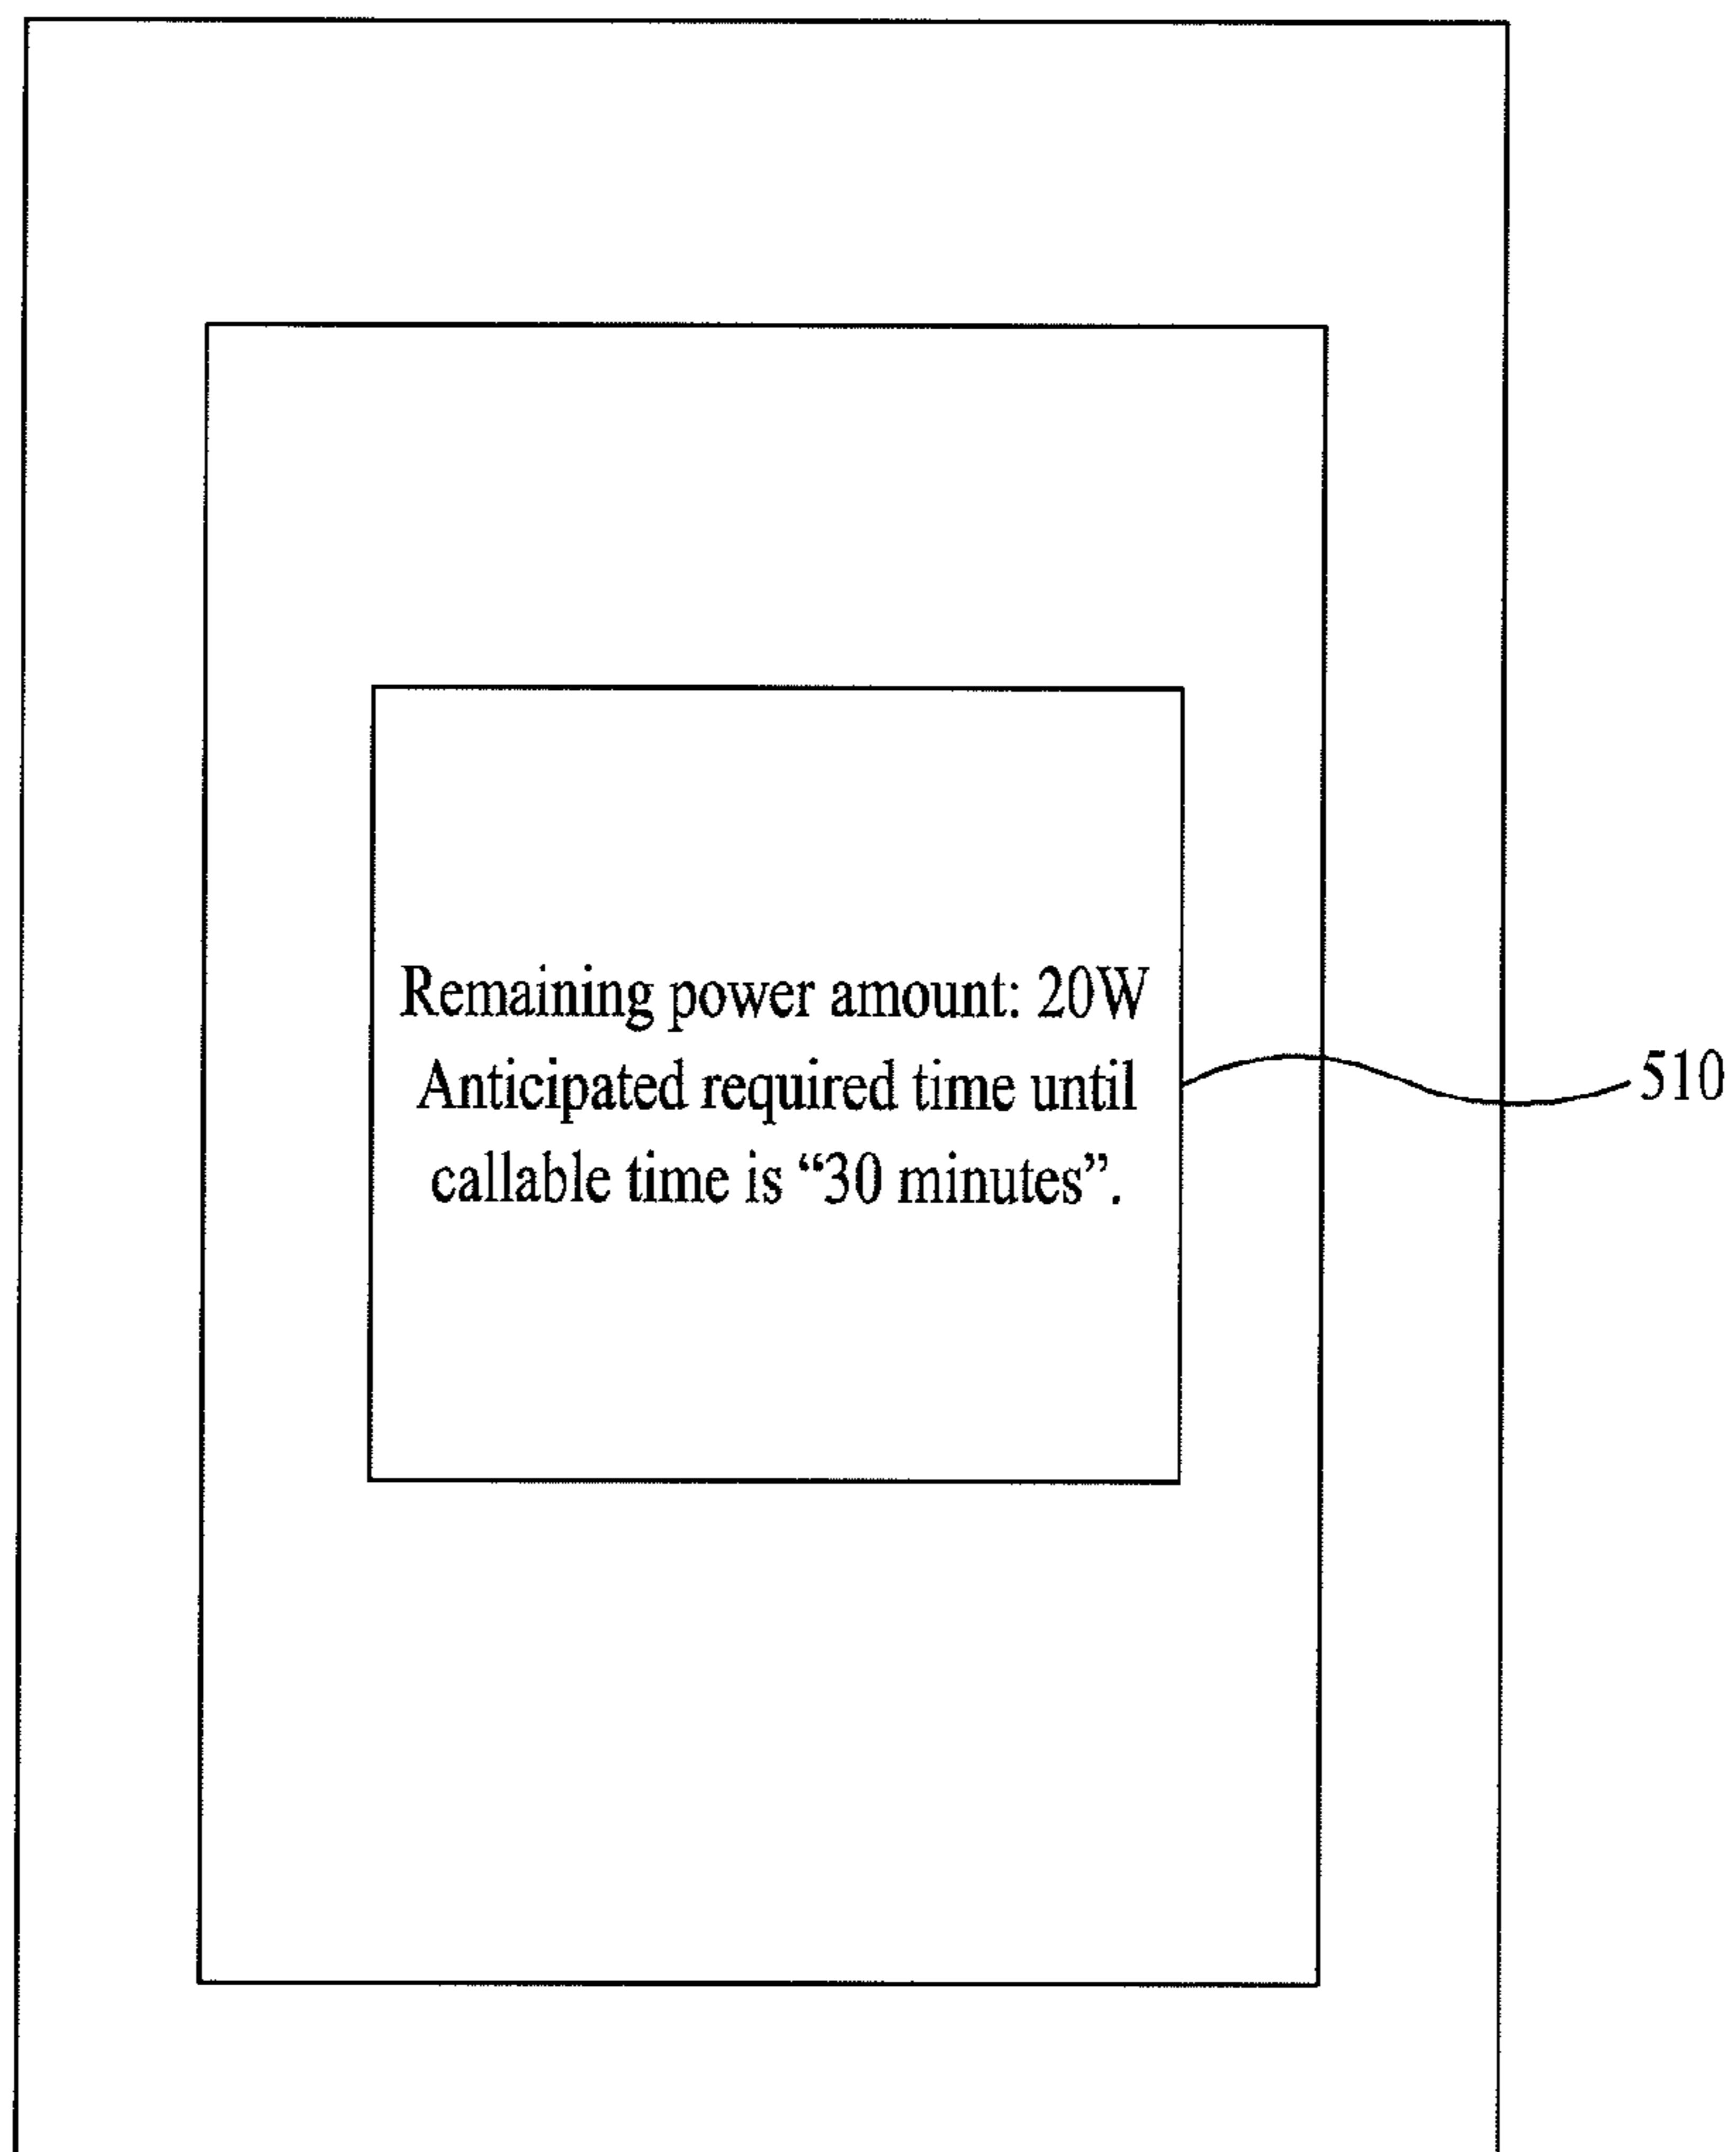 Remaining power amount: 20W
Anticipated required time until
callable time is “30 minutes”.
510